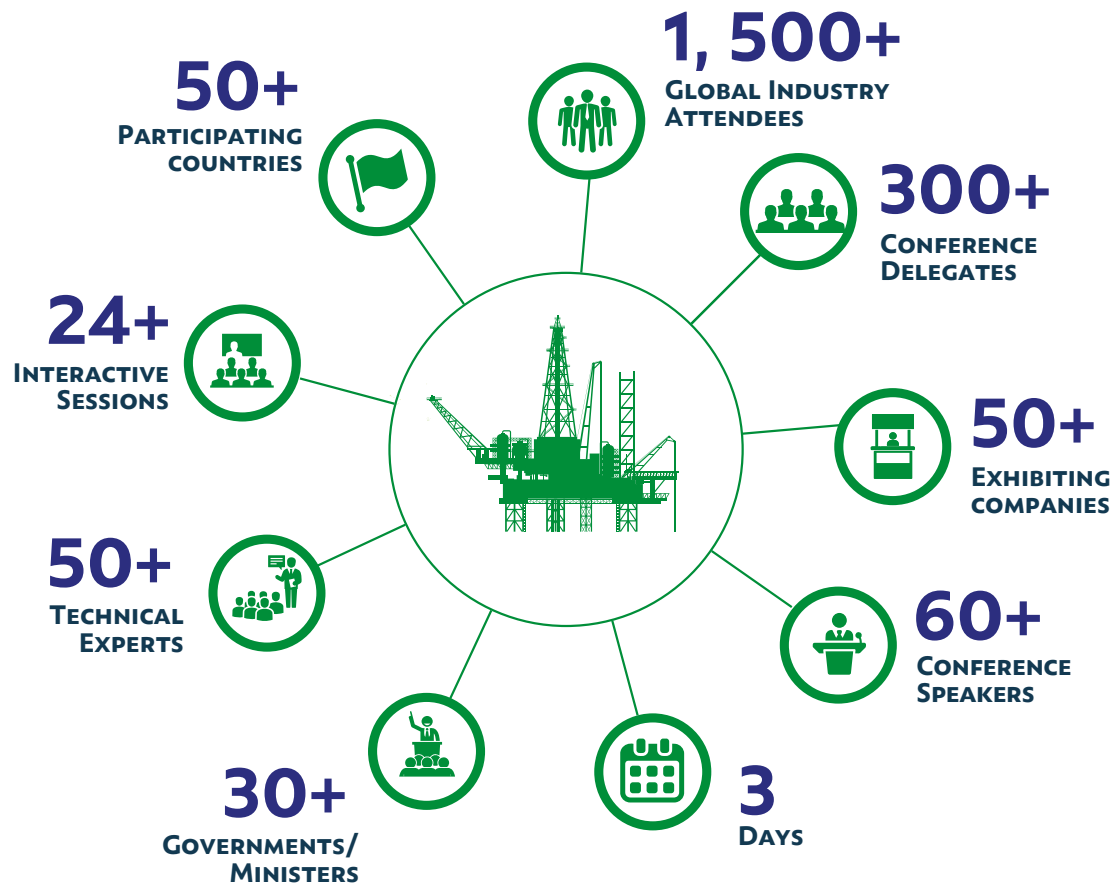 1, 500+
GLOBAL INDUSTRY
ATTENDEES
300+
CONFERENCE
DELEGATES
50+
EXHIBITING
COMPANIES
60+
CONFERENCE
SPEAKERS
3
DAYS
30+
GOVERNMENTS/
MINISTERS
50+
TECHNICAL
EXPERTS
24+
INTERACTIVE
SESSIONS
50+
PARTICIPATING
COUNTRIES